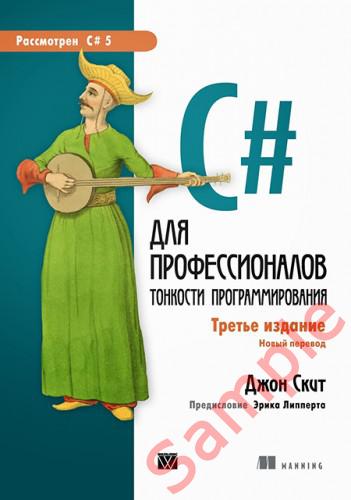 Рассмотрен C# 5
C#
ДЛЯ
ПРОФЕССИОНАЛОВ
ТОНКОСТИ ПРОГРАММИРОВАНИЯ
Третье издание
Новый перевод
Джон Скит
Предисловие Эрика Липперта
Sample
W
MANNING